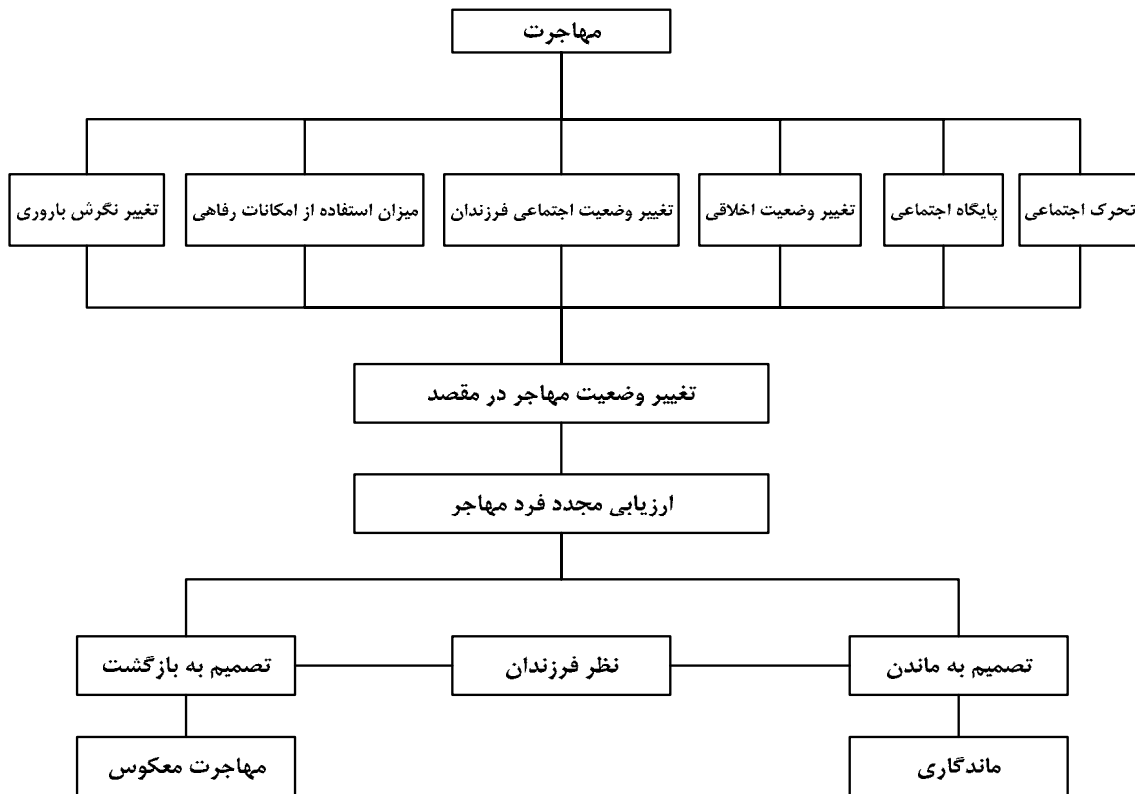 مهاجرت
تحرک اجتماعی
پایگاه اجتماعی
تغییر وضعیت اخلاقی
تغییر وضعیت اجتماعی فرزندان
میزان استفاده از امکانات رفاهی
تغییر نگرش باروری
تغییر وضعیت مهاجر در مقصد
ارزیابی مجدد فرد مهاجر
تصمیم به ماندن
نظر فرزندان
تصمیم به بازگشت
ماندگاری
مهاجرت معکوس